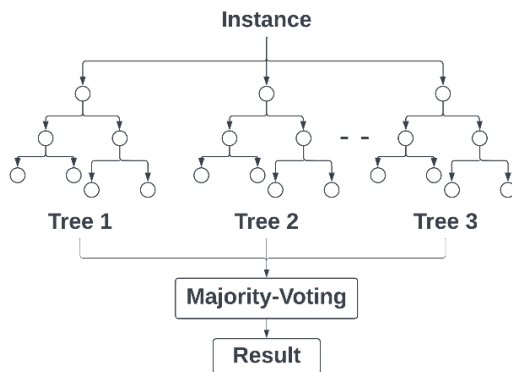 Instance
- -
Tree 1
Tree 2
Tree 3
Majority-Voting
Result